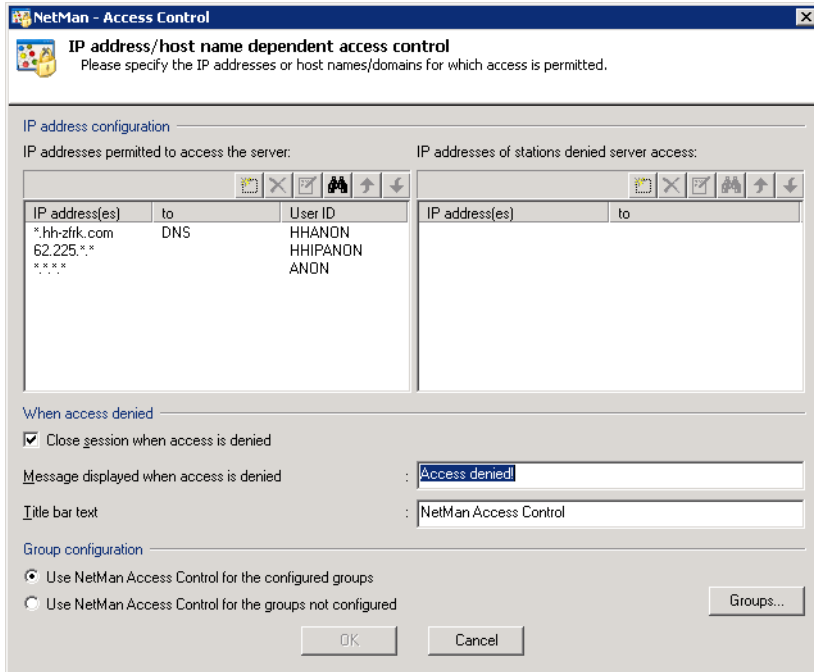 NetMan - Access Control
IP address/host name dependent access control
Please specify the IP addresses or host names/domains for which access is permitted.
IP address configuration
IP addresses permitted to access the server:
IP addresses of stations denied server access:
IP address(es) to User ID
*.hh-zfrk.com DNS HHANON
62.225.*.* HHIPANON
*.*.*.* ANON
IP address(es) to
When access denied
Close session when access is denied
Message displayed when access is denied : Access denied!
Title bar text : NetMan Access Control
Group configuration
Use NetMan Access Control for the configured groups
Use NetMan Access Control for the groups not configured
Groups...
OK Cancel